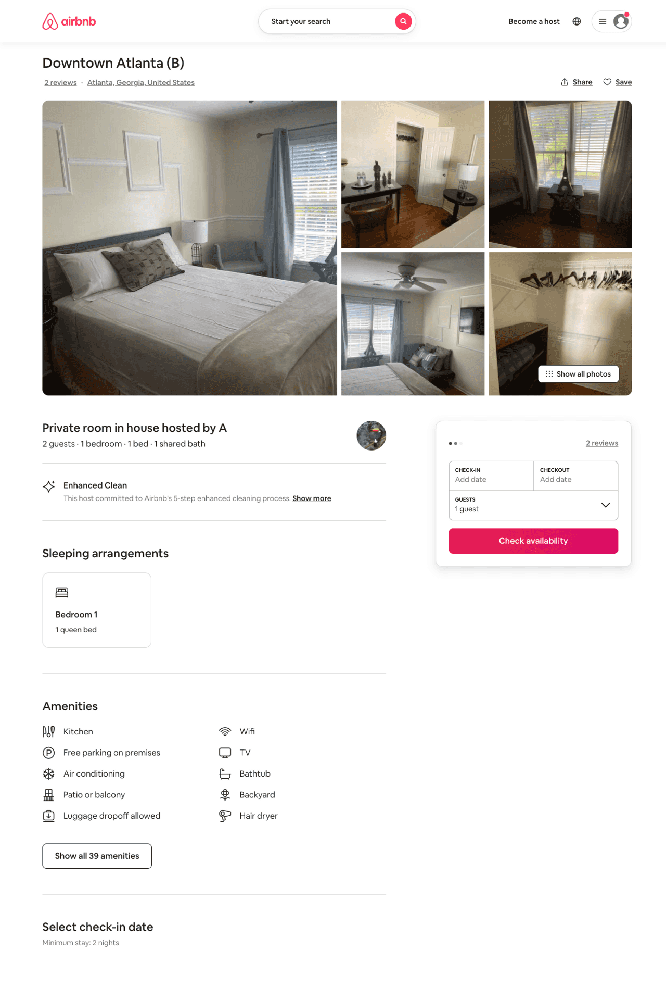 airbnb
Start your search
Become a host
Downtown Atlanta (B)
2 reviews · Atlanta, Georgia, United States
Share
Save
Show all photos
Private room in house hosted by A
2 guests · 1 bedroom · 1 bed · 1 shared bath
Enhanced Clean
This host committed to Airbnb's 5-step enhanced cleaning process. Show more
2 reviews
CHECK-IN
Add date
CHECKOUT
Add date
GUESTS
1 guest
Check availability
Sleeping arrangements
Bedroom 1
1 queen bed
Amenities
Kitchen
Wifi
Free parking on premises
TV
Air conditioning
Bathtub
Patio or balcony
Backyard
Luggage dropoff allowed
Hair dryer
Show all 39 amenities
Select check-in date
Minimum stay: 2 nights